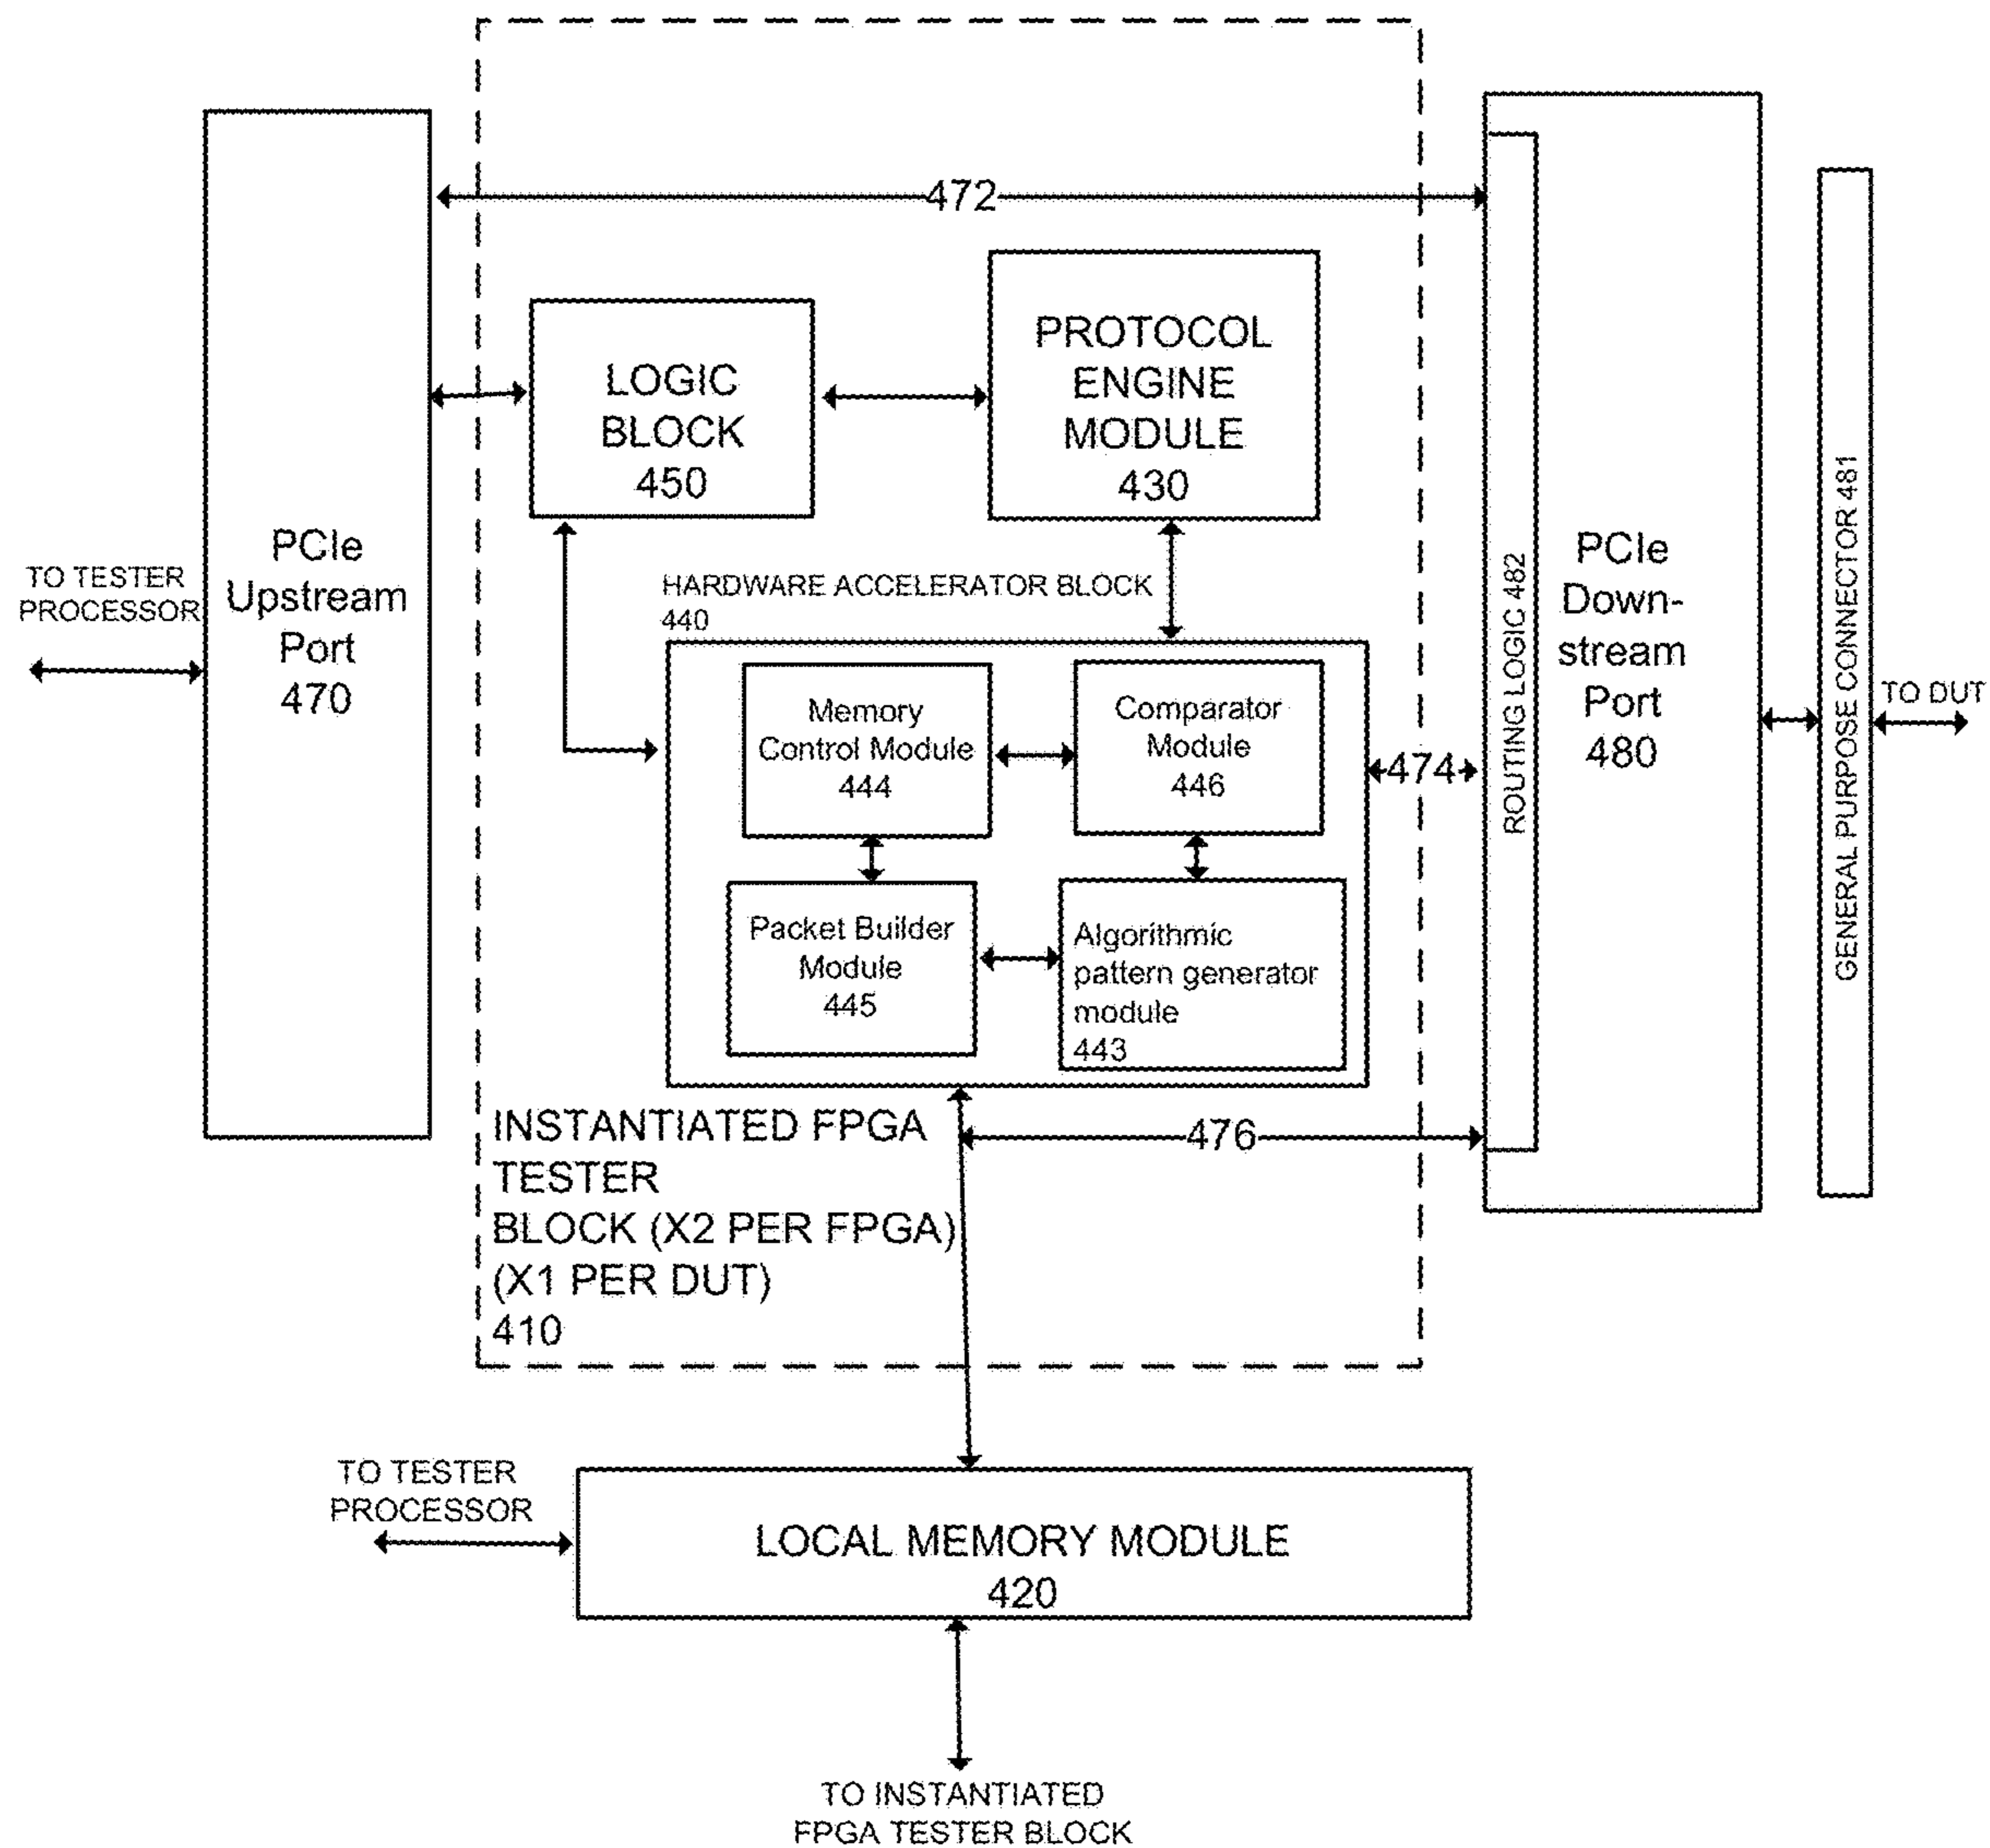 472
LOGIC
BLOCK
450
PROTOCOL
ENGINE
MODULE
430
PCIe
Upstream
Port
470
TO TESTER
PROCESSOR
HARDWARE ACCELERATOR BLOCK
440
Memory
Control Module
444
Comparator
Module
446
Packet Builder
Module
445
Algorithmic
pattern generator
module
443
474
ROUTING LOGIC 482
PCIe
Down-
stream
Port
480
GENERAL PURPOSE CONNECTOR 481
TO DUT
476
INSTANTIATED FPGA
TESTER
BLOCK (X2 PER FPGA)
(X1 PER DUT)
410
TO TESTER
PROCESSOR
LOCAL MEMORY MODULE
420
TO INSTANTIATED
FPGA TESTER BLOCK